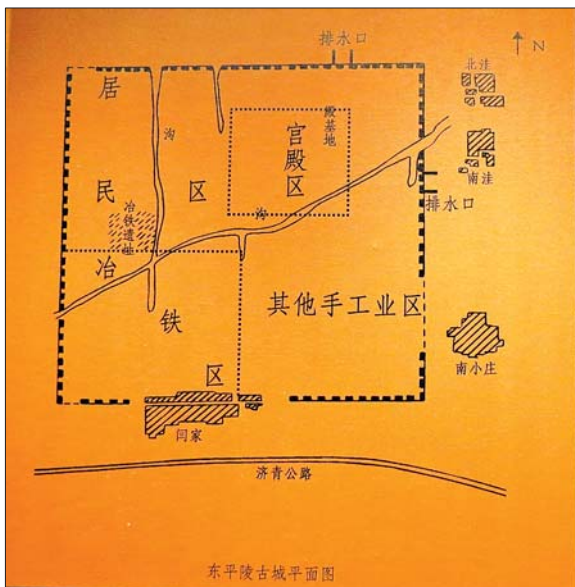 排水口
N
北洼
居民区
沟
宫殿区
殿基地
南洼
排水口
冶铁遗址
沟
冶铁区
其他手工业区
南小庄
闫家
济青公路
东平陵古城平面图